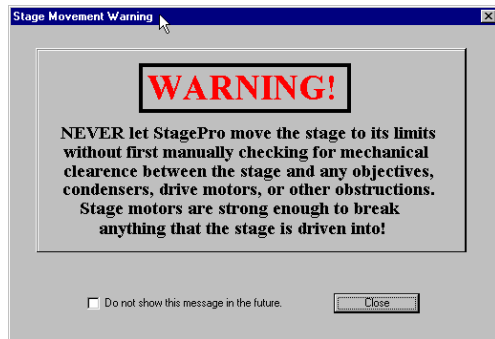 Stage Movement Warning
WARNING!
NEVER let StagePro move the stage to its limits
without first manually checking for mechanical
clearence between the stage and any objectives,
condensers, drive motors, or other obstructions.
Stage motors are strong enough to break
anything that the stage is driven into!
Do not show this message in the future.
Close